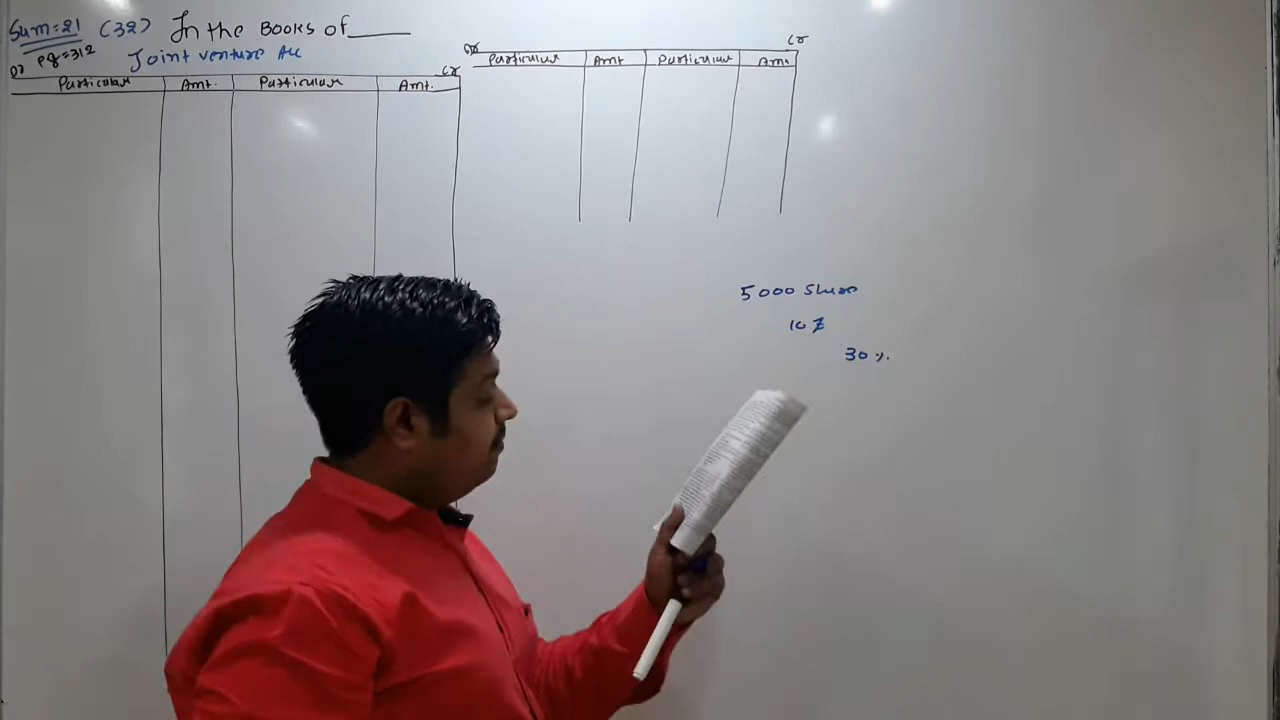 Sum=21 (32) In the Books of____
Pg=312 Joint venture A/c
Dr Cr
Particular Amt. Particular Amt.
Dr Cr
Particular Amt Particular Amt.
5000 Share
10 ₹
30 %.